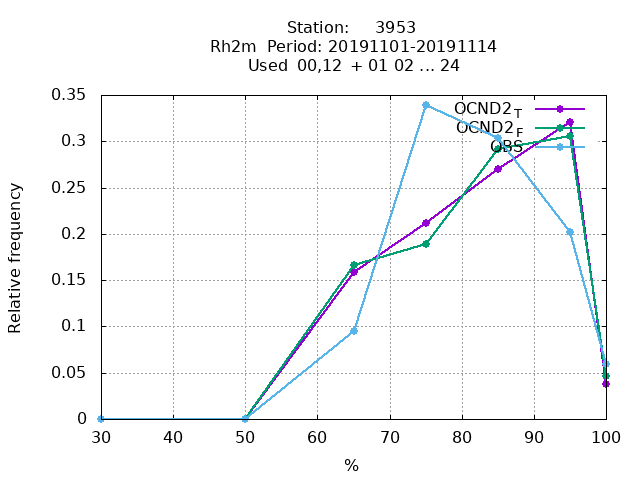 Station: 3953
Rh2m Period: 20191101-20191114
Used 00,12 + 01 02 ... 24
OCND2_T
OCND2_F
OBS
Relative frequency
0.35
0.3
0.25
0.2
0.15
0.1
0.05
0
30 40 50 60 70 80 90 100
%